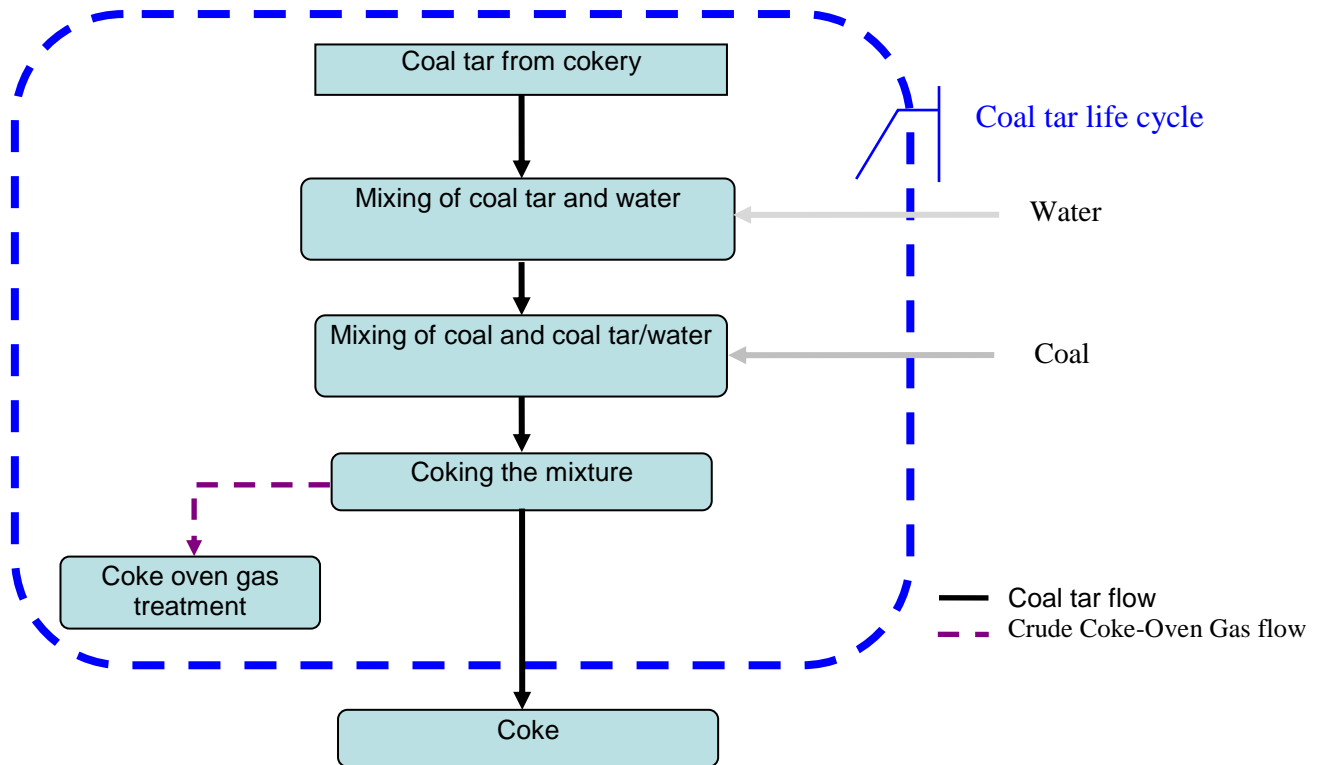 Coal tar from cokery
Coal tar life cycle
Mixing of coal tar and water
Water
Mixing of coal and coal tar/water
Coal
Coking the mixture
Coke oven gas
treatment
Coal tar flow
Crude Coke-Oven Gas flow
Coke